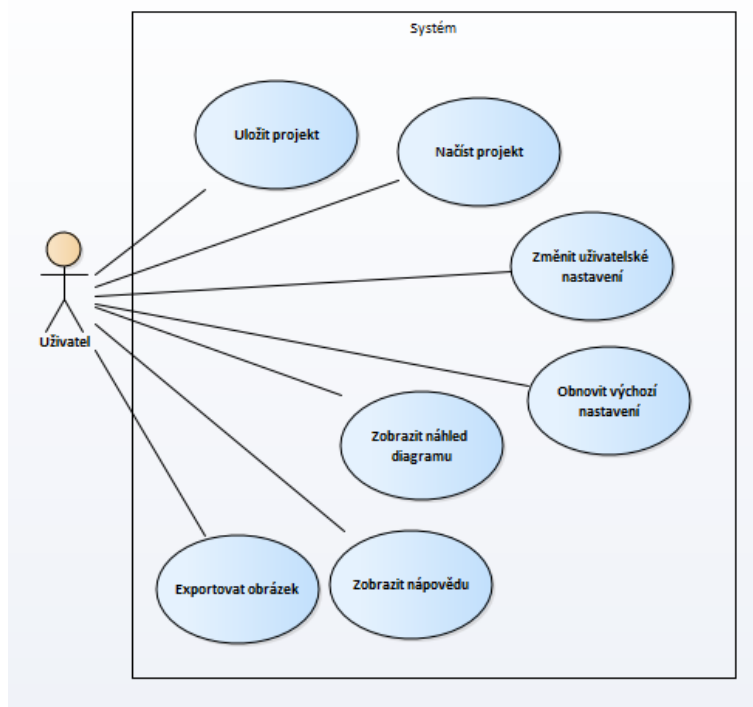 Systém
Uložit projekt
Načíst projekt
Změnit uživatelské
nastavení
Uživatel
Obnovit výchozí
nastavení
Zobrazit náhled
diagramu
Exportovat obrázek
Zobrazit nápovědu